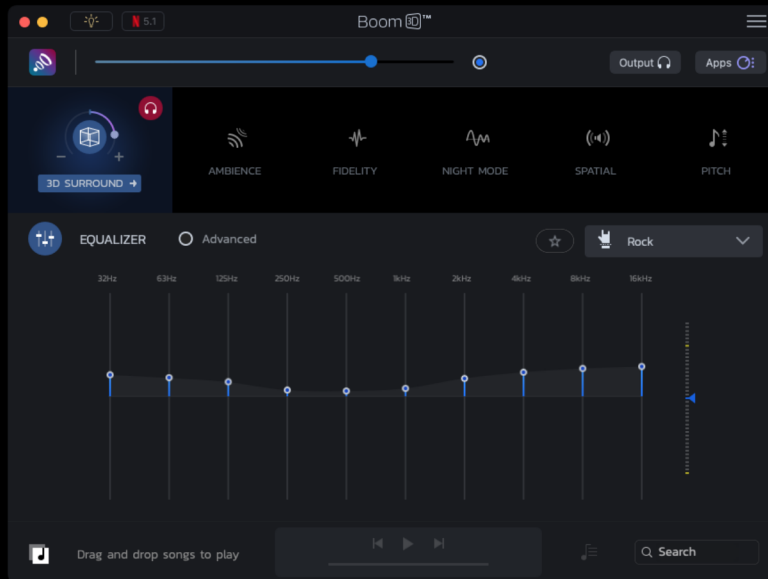 N 5.1
Boom 3D™
Output
Apps
3D SURROUND
AMBIENCE
FIDELITY
NIGHT MODE
SPATIAL
PITCH
EQUALIZER
Advanced
Rock
32Hz 63Hz 125Hz 250Hz 500Hz 1kHz 2kHz 4kHz 8kHz 16kHz
Drag and drop songs to play
Search